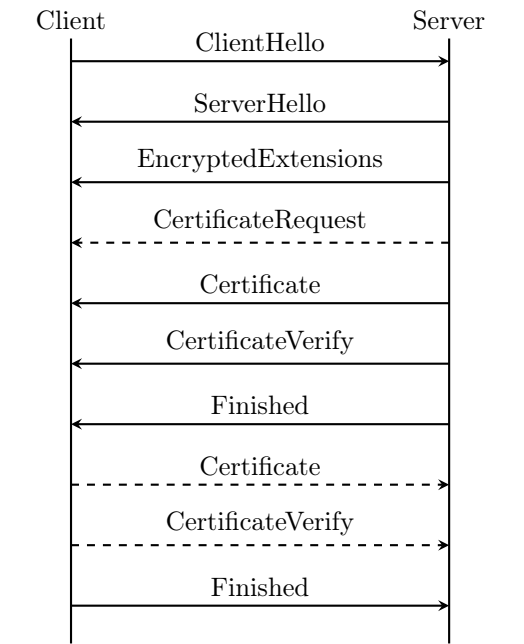 Client Server
ClientHello
ServerHello
EncryptedExtensions
CertificateRequest
Certificate
CertificateVerify
Finished
Certificate
CertificateVerify
Finished